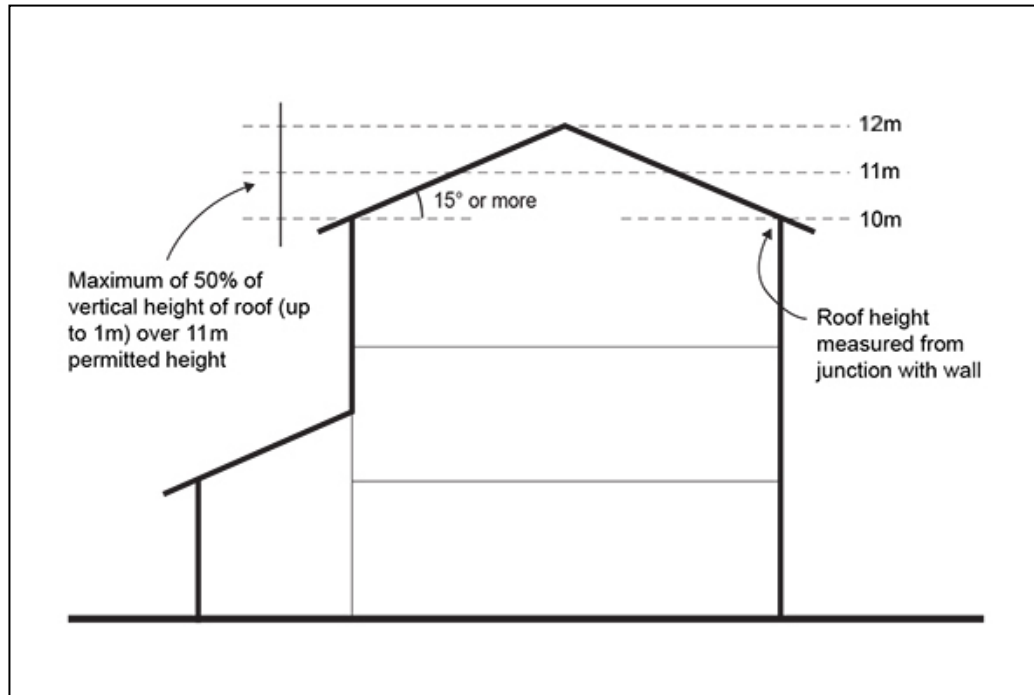 12m
11m
15° or more
10m
Maximum of 50% of
vertical height of roof (up
to 1m) over 11m
permitted height
Roof height
measured from
junction with wall